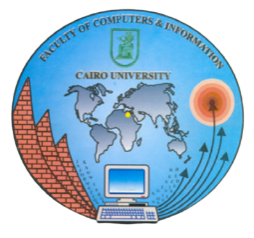 FACULTY OF COMPUTERS & INFORMATION
CAIRO UNIVERSITY